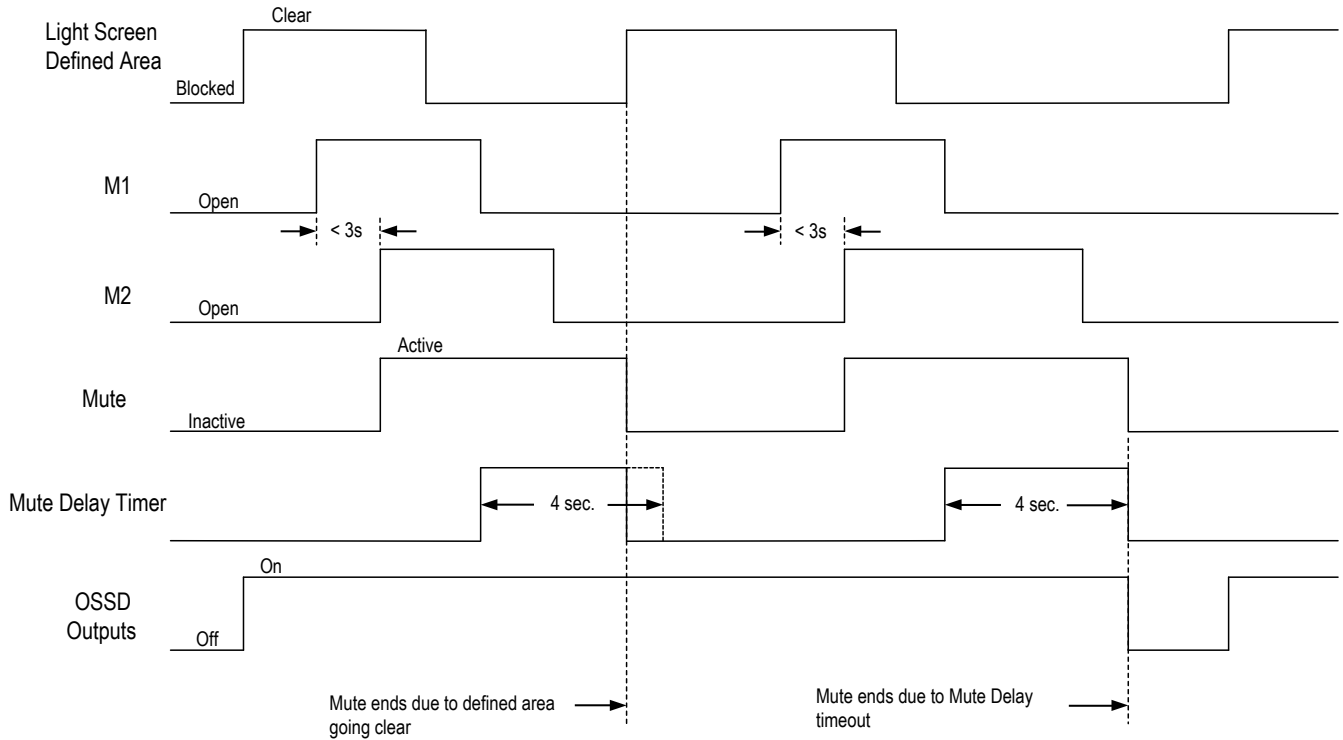 Clear
Light Screen
Defined Area
Blocked
M1
Open
< 3s
< 3s
M2
Open
Active
Mute
Inactive
Mute Delay Timer
4 sec.
4 sec.
On
OSSD
Outputs
Off
Mute ends due to defined area
going clear
Mute ends due to Mute Delay
timeout